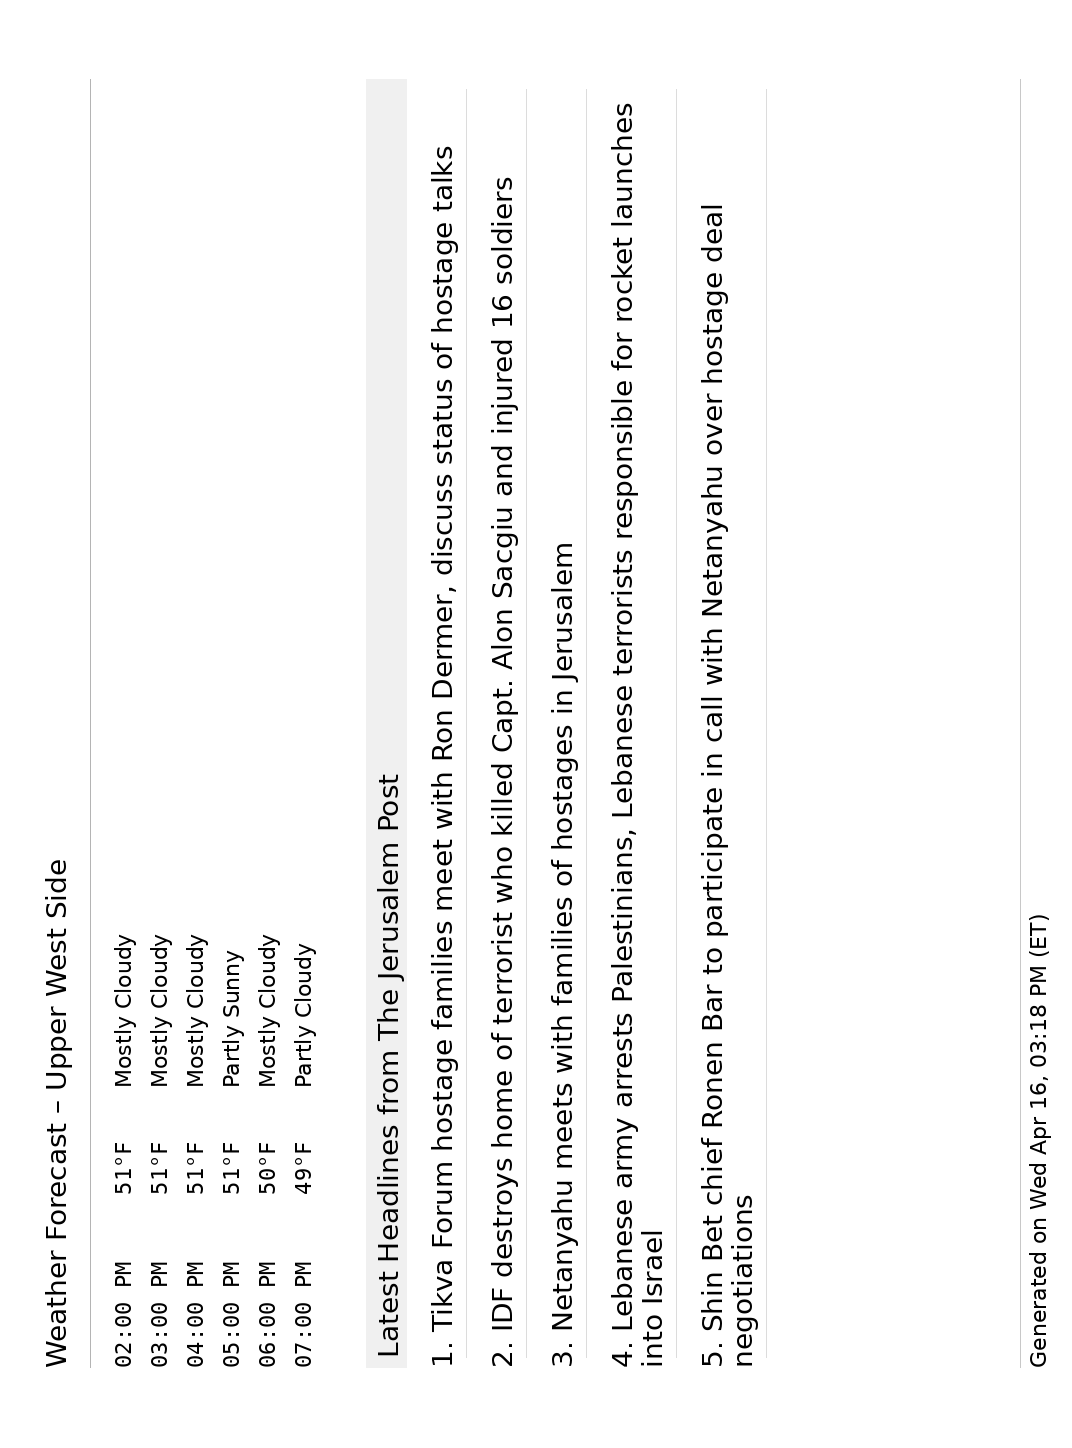 Weather Forecast – Upper West Side
02:00 PM 51°F Mostly Cloudy
03:00 PM 51°F Mostly Cloudy
04:00 PM 51°F Mostly Cloudy
05:00 PM 51°F Partly Sunny
06:00 PM 50°F Mostly Cloudy
07:00 PM 49°F Partly Cloudy
Latest Headlines from The Jerusalem Post
1. Tikva Forum hostage families meet with Ron Dermer, discuss status of hostage talks
2. IDF destroys home of terrorist who killed Capt. Alon Sacgiu and injured 16 soldiers
3. Netanyahu meets with families of hostages in Jerusalem
4. Lebanese army arrests Palestinians, Lebanese terrorists responsible for rocket launches
into Israel
5. Shin Bet chief Ronen Bar to participate in call with Netanyahu over hostage deal
negotiations
Generated on Wed Apr 16, 03:18 PM (ET)